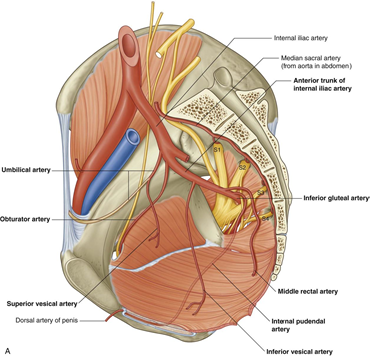 Internal iliac artery
Median sacral artery
(from aorta in abdomen)
Anterior trunk of
internal iliac artery
S1
S2
Umbilical artery
Inferior gluteal artery
Obturator artery
Superior vesical artery
Middle rectal artery
Dorsal artery of penis
Internal pudendal
artery
Inferior vesical artery
A